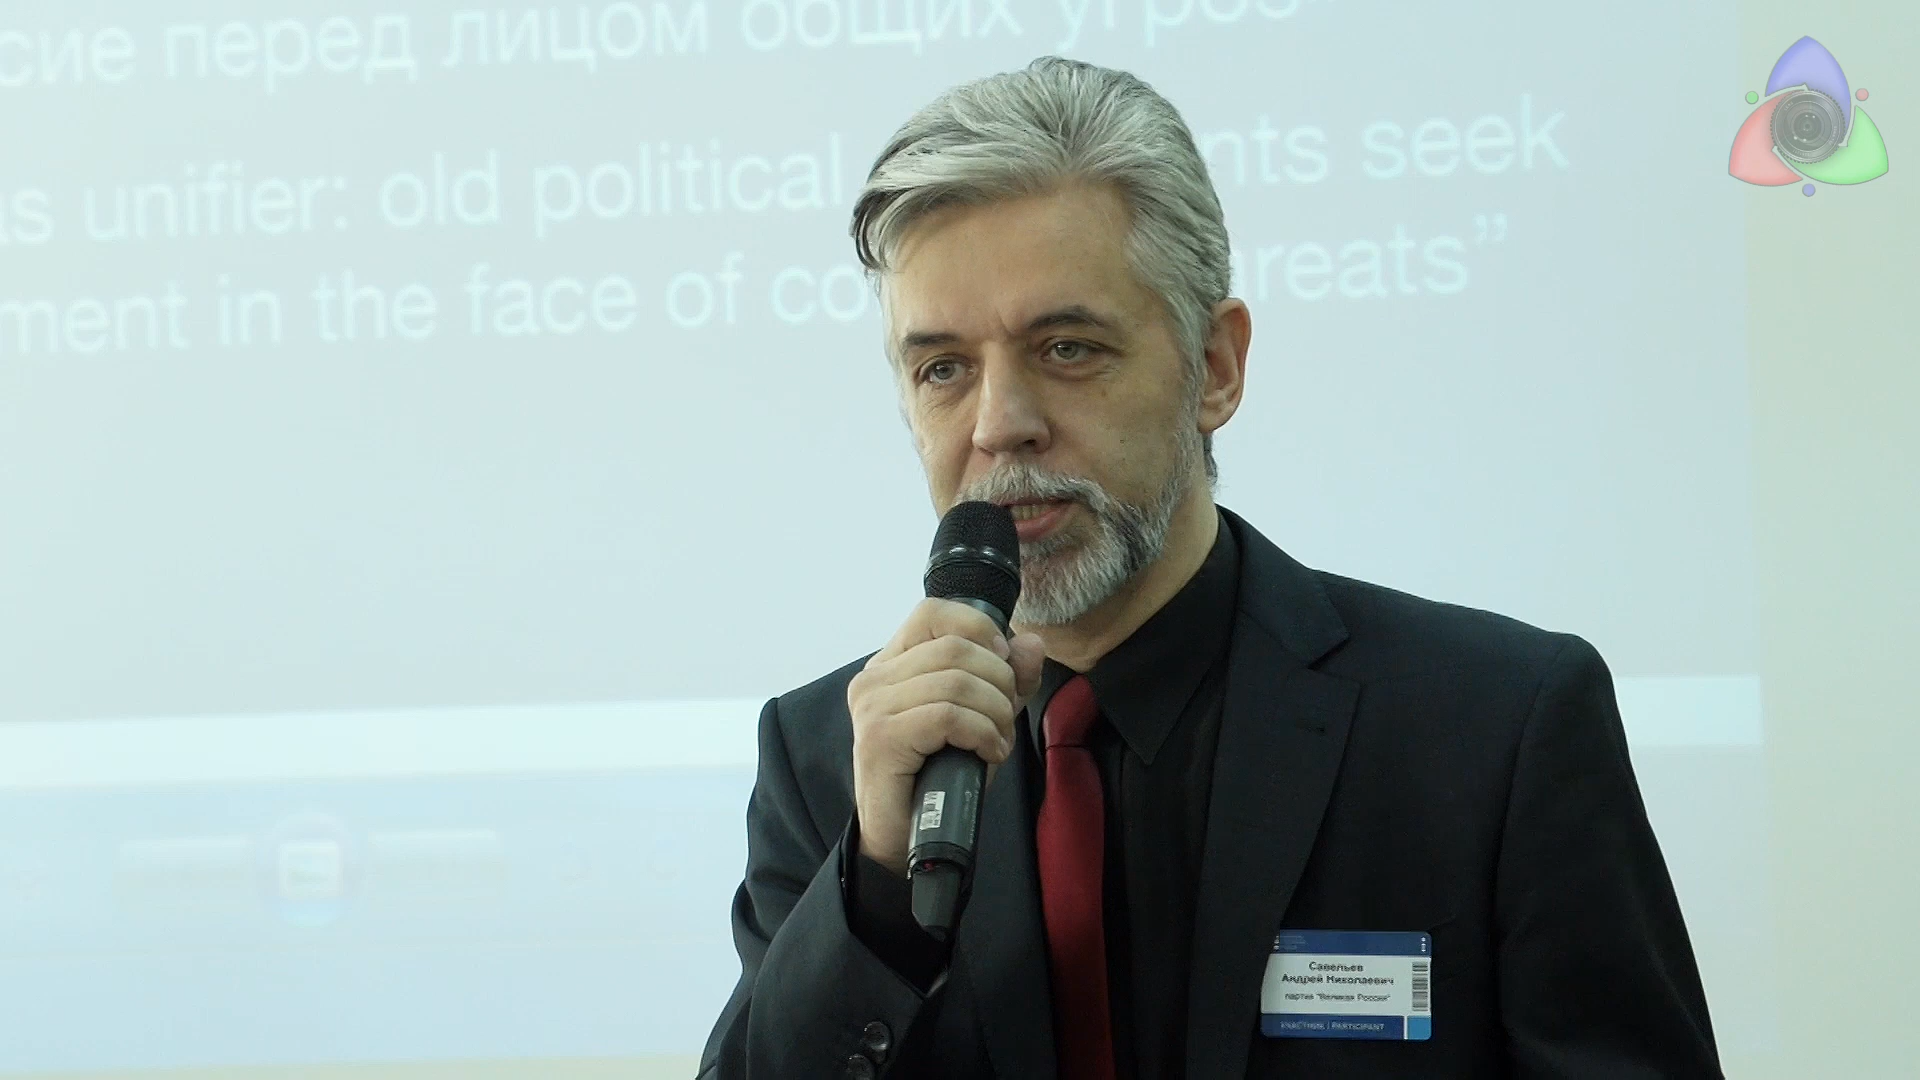 сие перед лицом общих угроз"
as unifier: old political nts seek
ment in the face of co reats”
Савельев
Андрей Николаевич
партия "Великая Россия"
УЧАСТНИК | PARTICIPANT